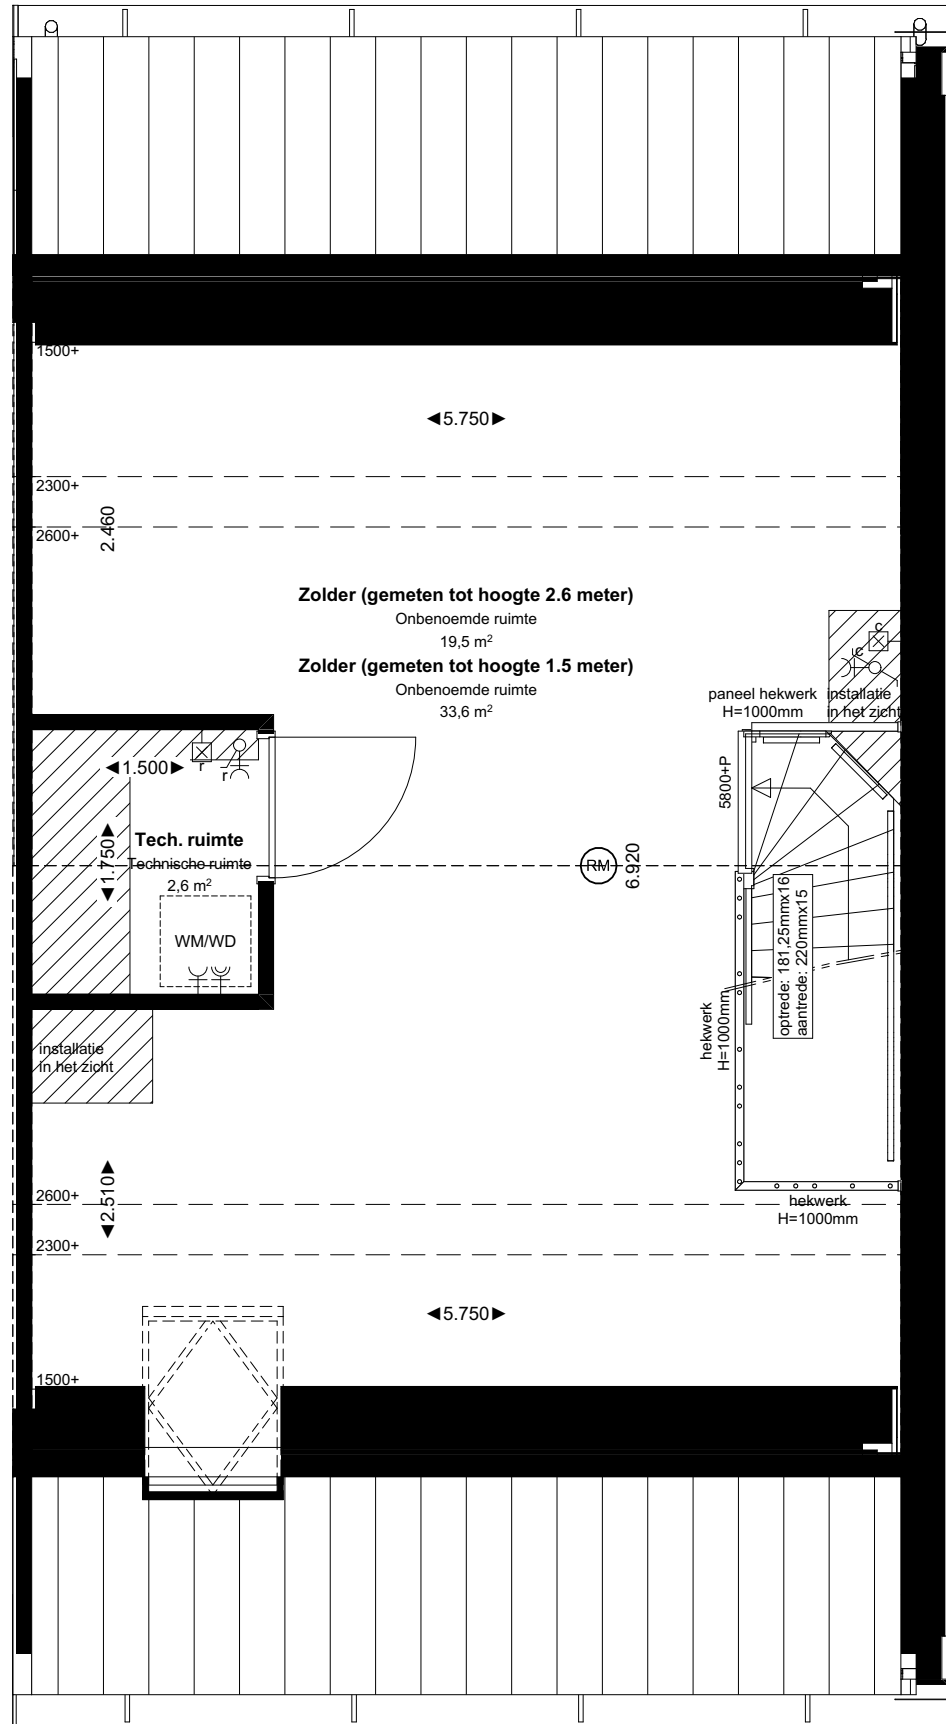 1500+
◄5.750►
2300+
2.460
2600+
Zolder (gemeten tot hoogte 2.6 meter)
Onbenoemde ruimte
19,5 m²
Zolder (gemeten tot hoogte 1.5 meter)
Onbenoemde ruimte
33,6 m²
c
c
paneel hekwerk
H=1000mm
installatie
in het zicht
◄1.500►
r
r
5800+P
Tech. ruimte
Technische ruimte
2,6 m²
◄1.750►
RM
6.920
WM/WD
optrede: 181,25mmx16
aantrede: 220mmx15
hekwerk
H=1000mm
installatie
in het zicht
2600+
◄2.510►
2300+
hekwerk
H=1000mm
◄5.750►
1500+